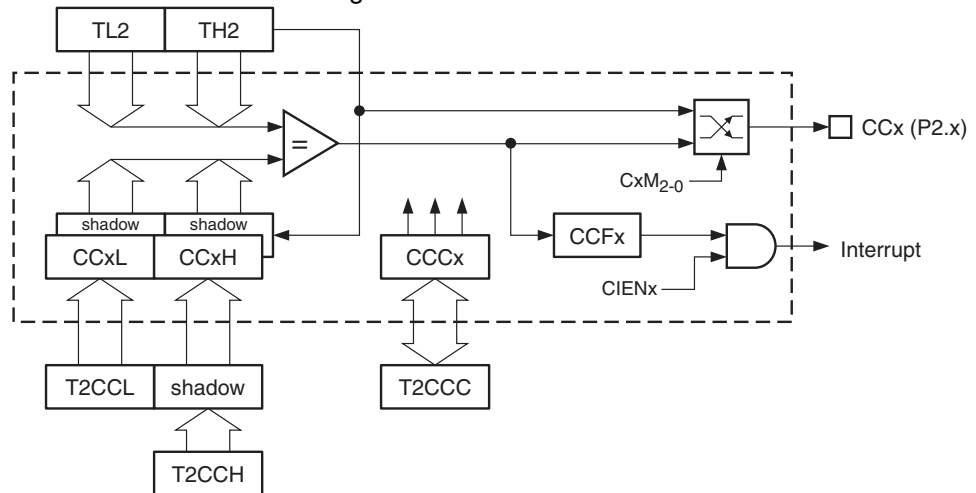 TL2 TH2
=
CCx (P2.x)
CxM2-0
shadow shadow
CCxL CCxH
CCCx
CCFx
Interrupt
CIENx
T2CCL shadow
T2CCC
T2CCH